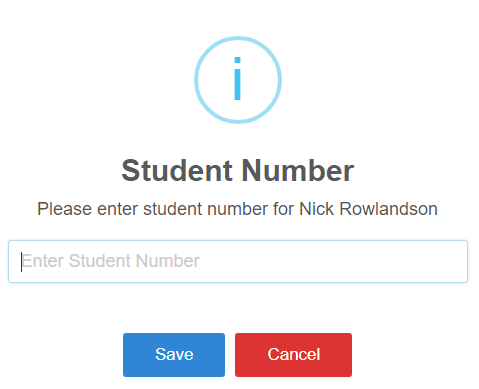 i
Student Number
Please enter student number for Nick Rowlandson
Enter Student Number
Save Cancel